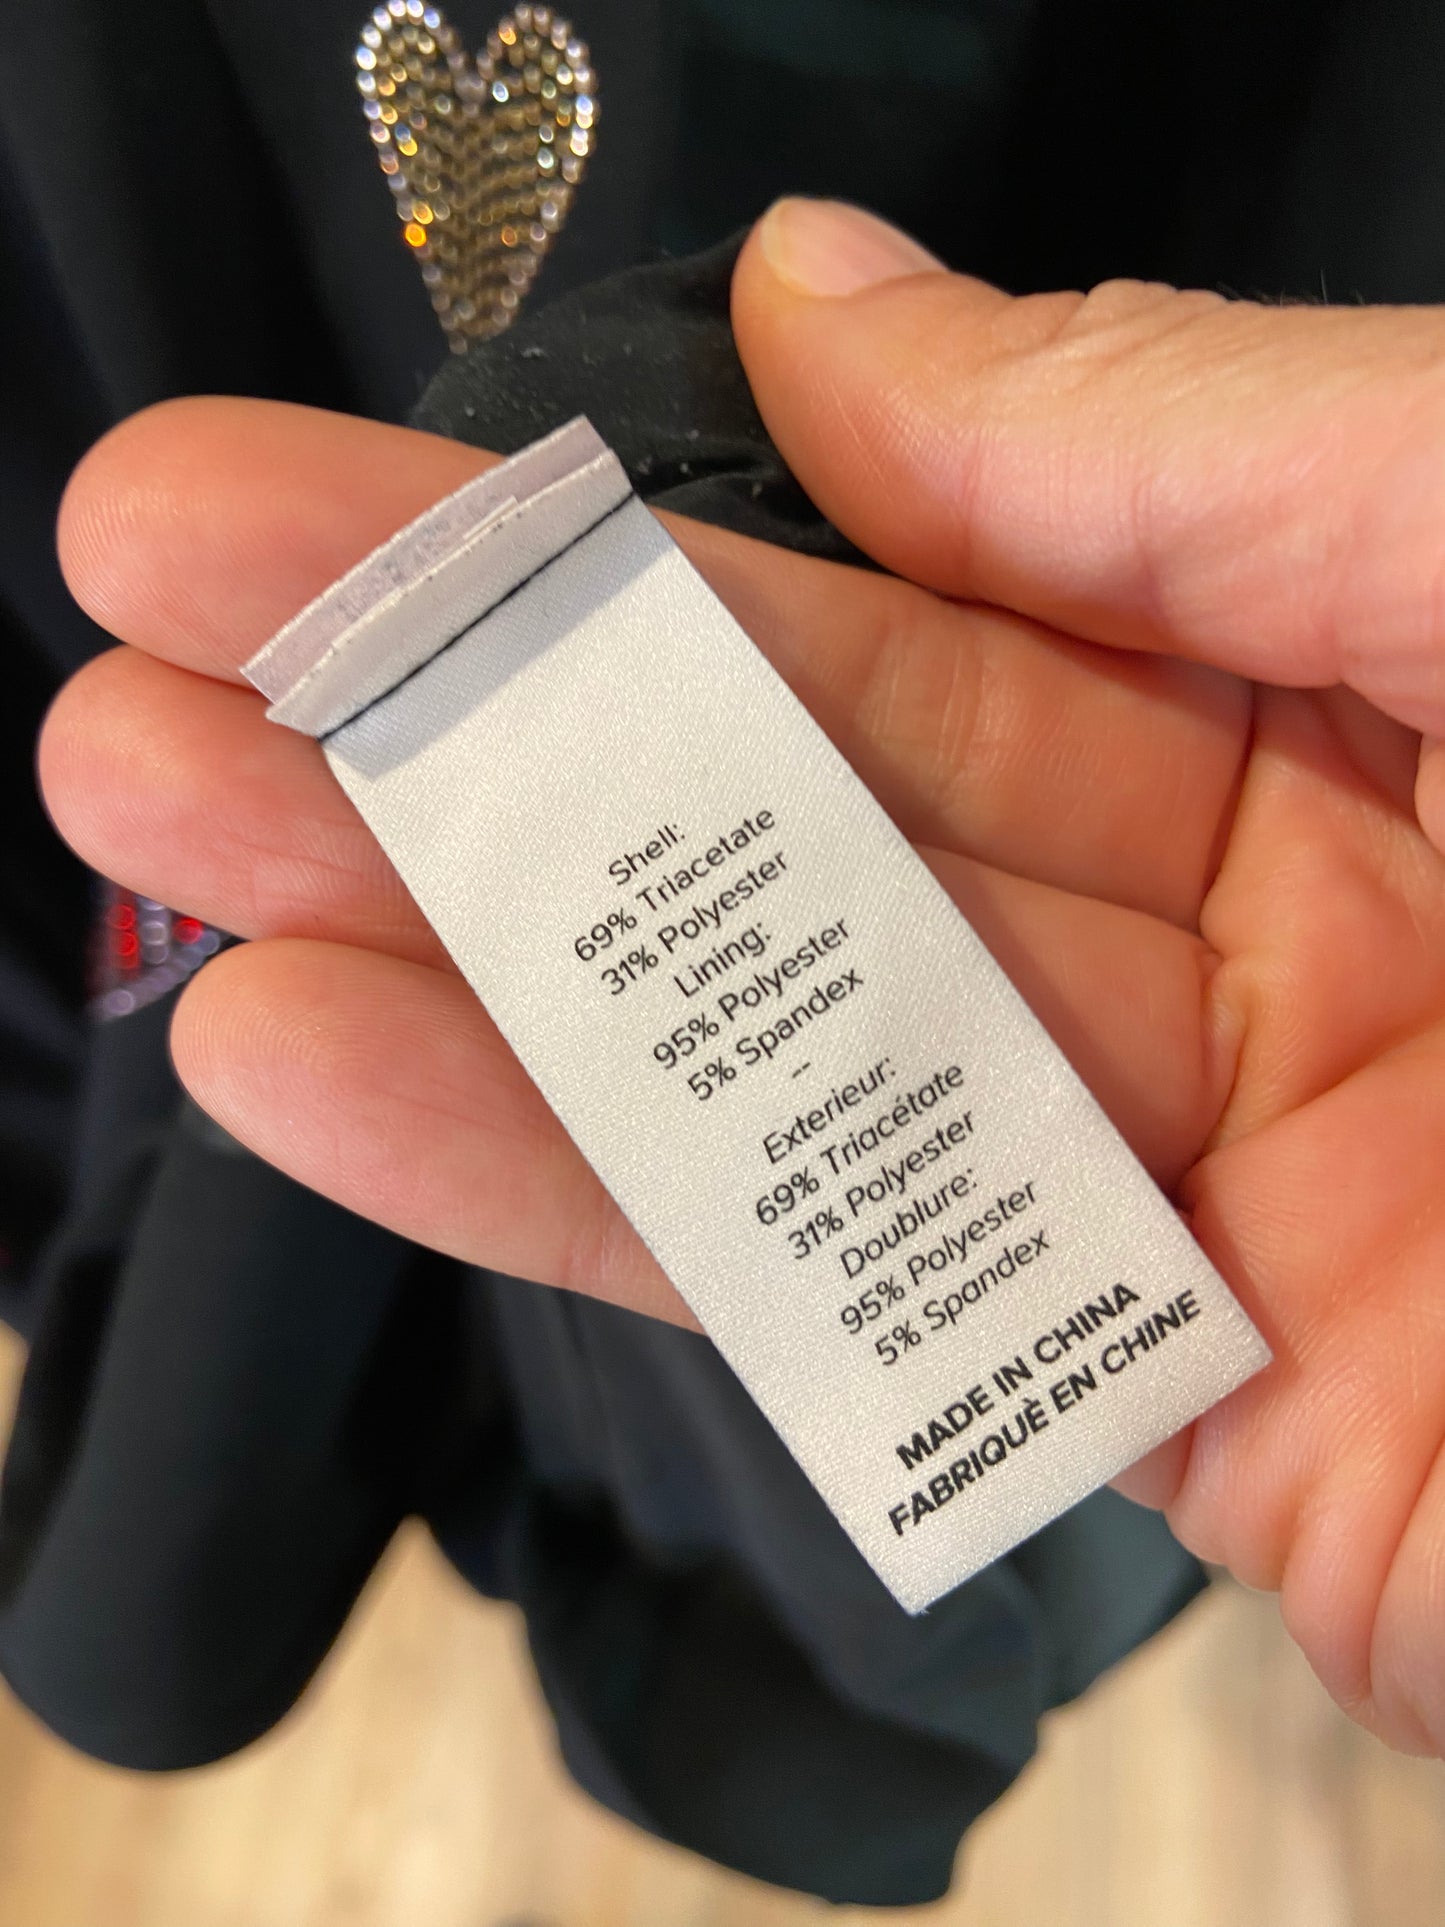 Shell:
69% Triacetate
31% Polyester
Lining:
95% Polyester
5% Spandex
--
Exterieur:
69% Triacétate
31% Polyester
Doublure:
95% Polyester
5% Spandex
MADE IN CHINA
FABRIQUÈ EN CHINE